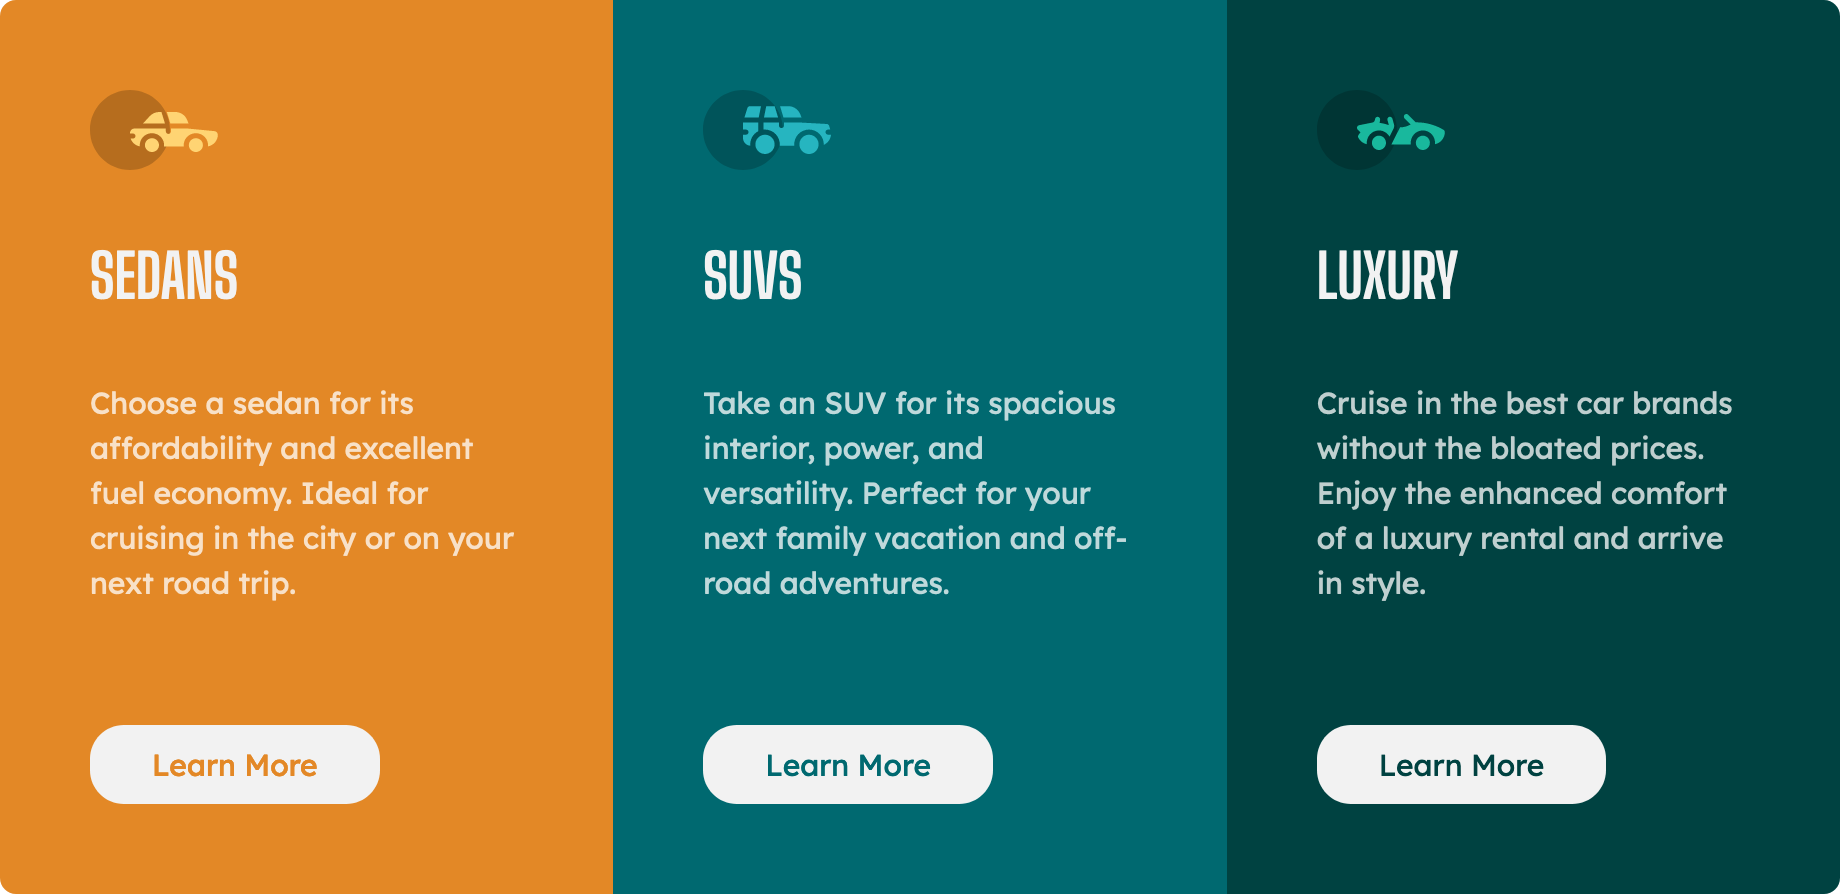 SEDANS
Choose a sedan for its
affordability and excellent
fuel economy. Ideal for
cruising in the city or on your
next road trip.
Learn More
SUVS
Take an SUV for its spacious
interior, power, and
versatility. Perfect for your
next family vacation and off-
road adventures.
Learn More
LUXURY
Cruise in the best car brands
without the bloated prices.
Enjoy the enhanced comfort
of a luxury rental and arrive
in style.
Learn More